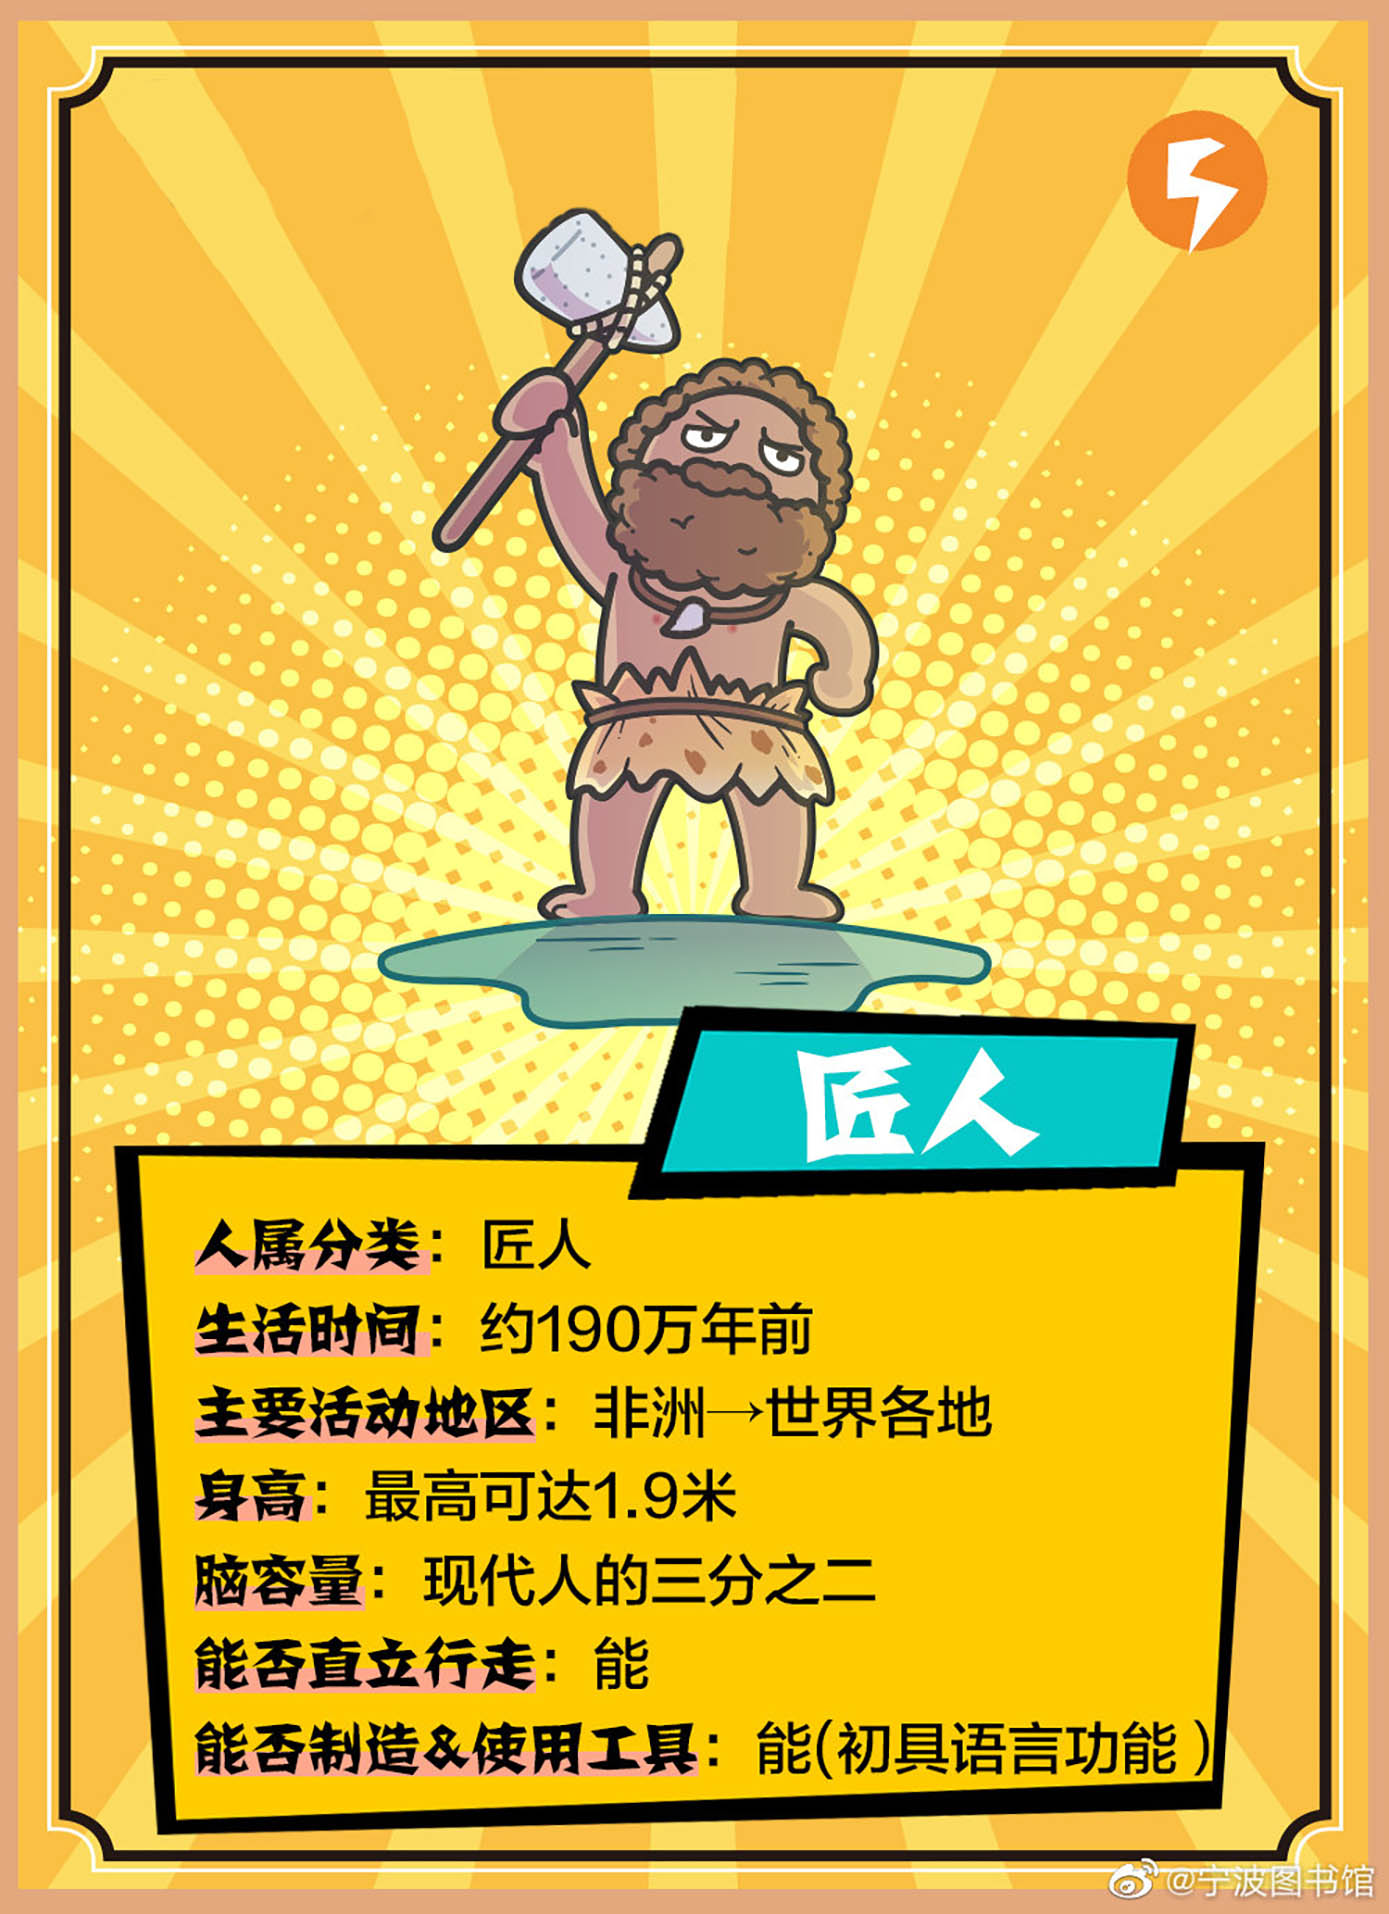 匠人
人属分类：匠人
生活时间：约190万年前
主要活动地区：非洲→世界各地
身高：最高可达1.9米
脑容量：现代人的三分之二
能否直立行走：能
能否制造&使用工具：能(初具语言功能)
@宁波图书馆